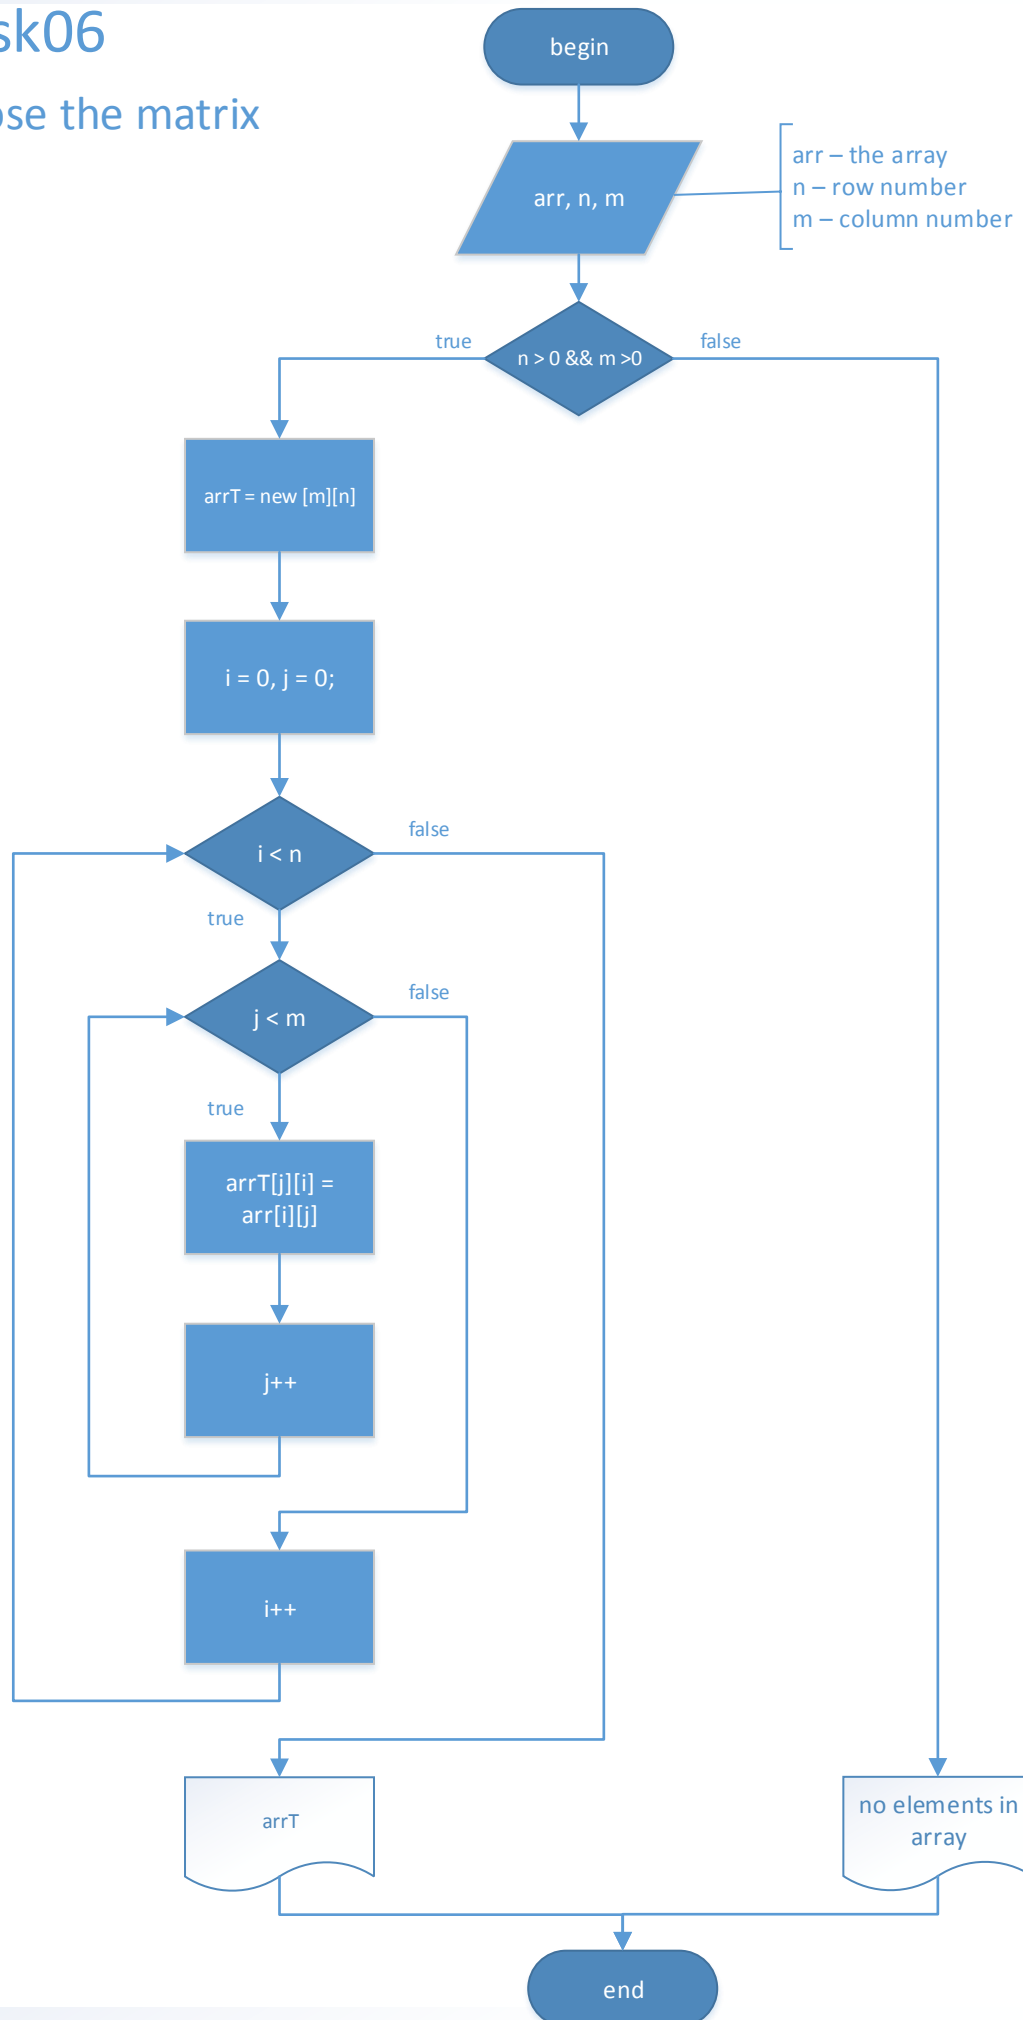 sk06
ose the matrix
begin
arr, n, m
arr – the array
n – row number
m – column number
n > 0 && m >0
true
false
arrT = new [m][n]
i = 0, j = 0;
i < n
false
true
j < m
false
true
arrT[j][i] =
arr[i][j]
j++
i++
arrT
no elements in
array
end